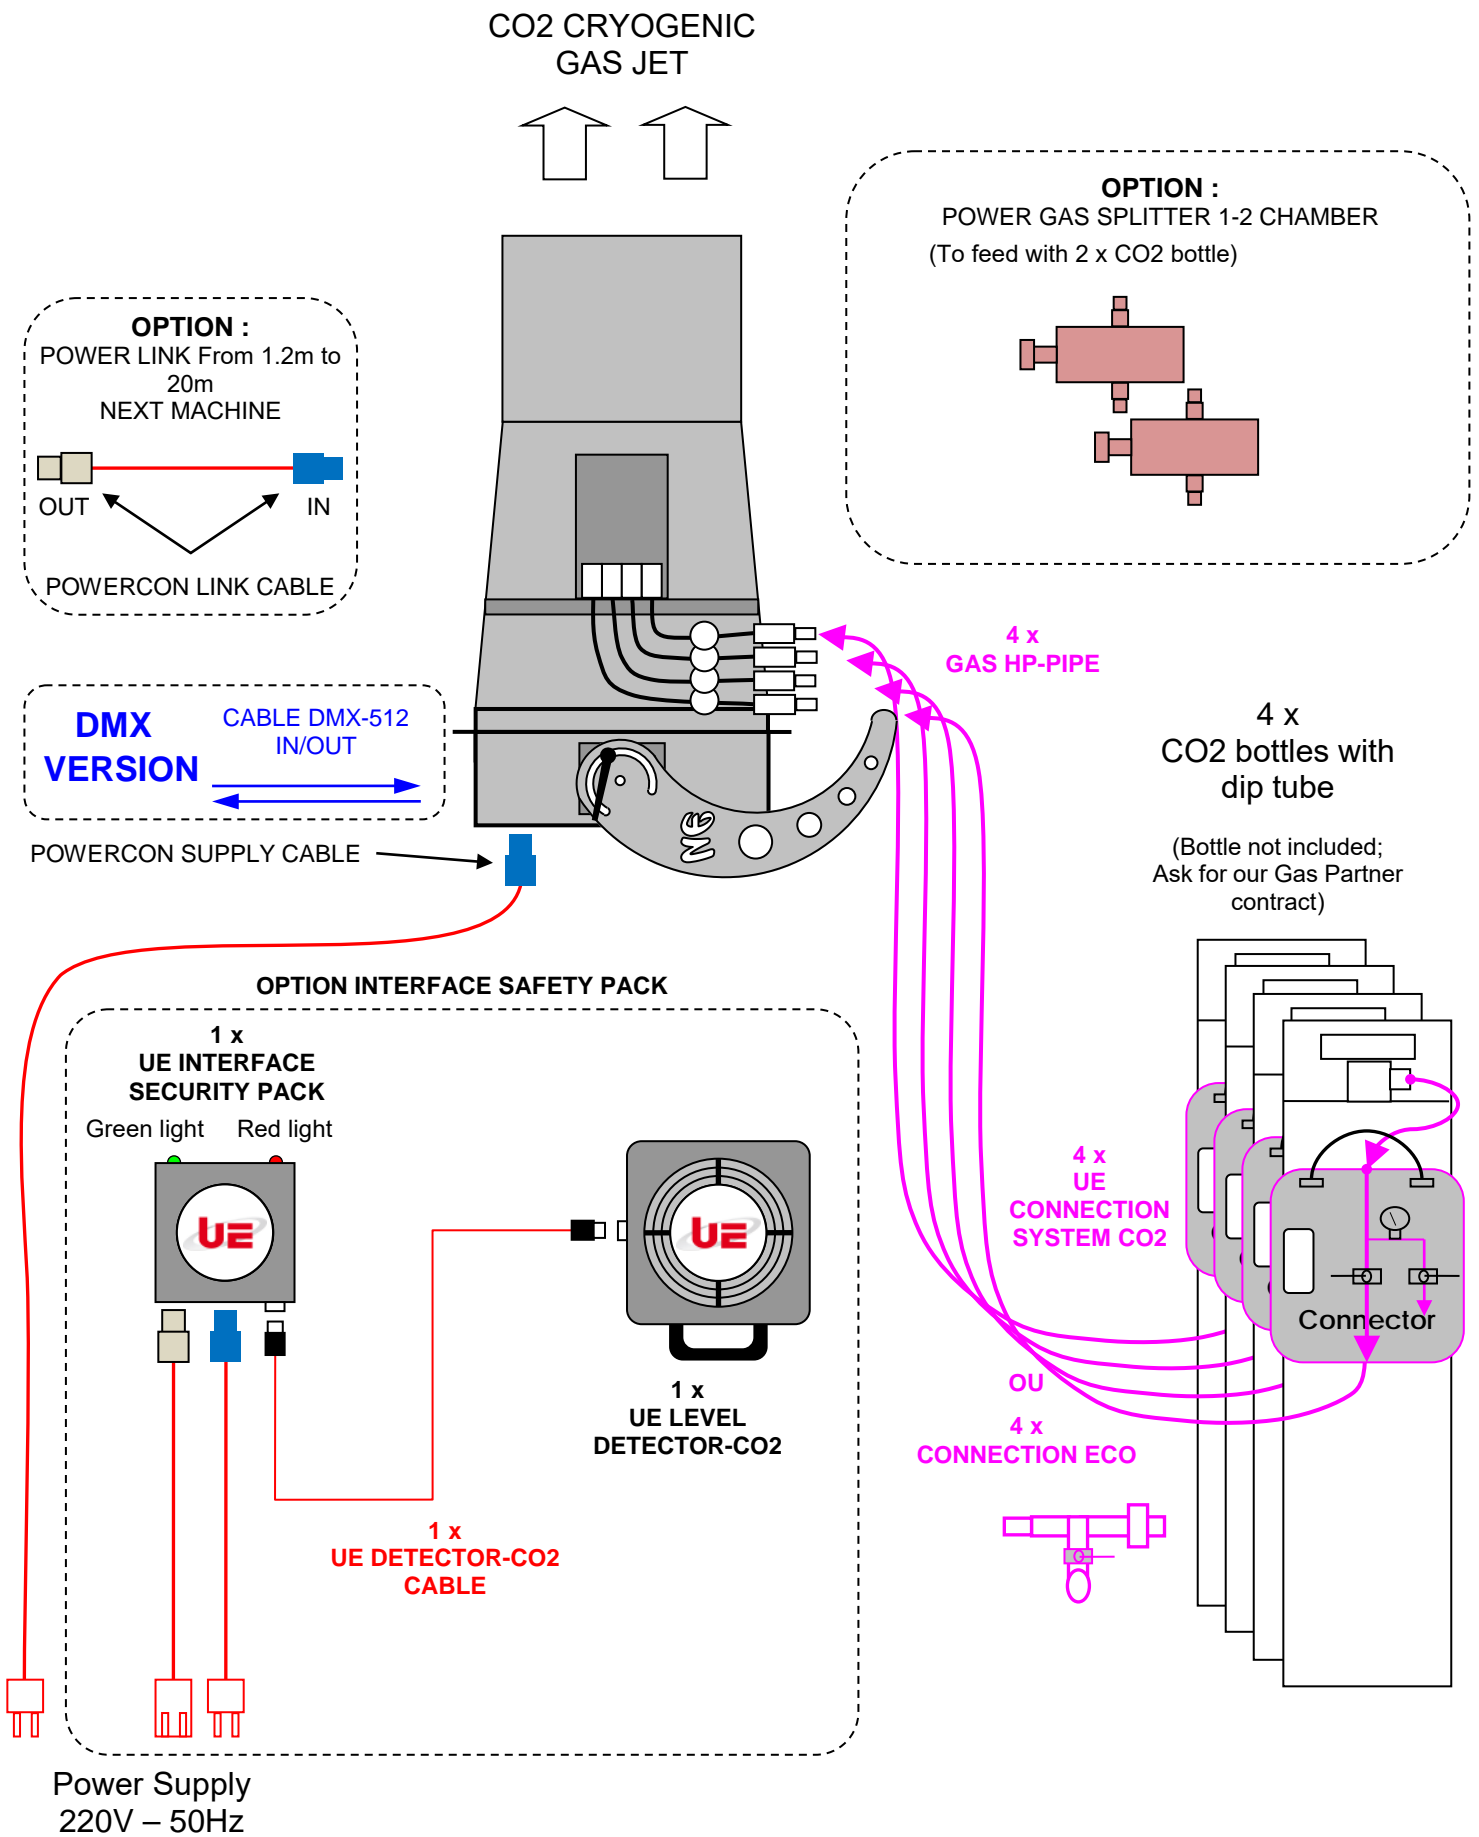 CO2 CRYOGENIC
GAS JET
OPTION :
POWER GAS SPLITTER 1-2 CHAMBER
(To feed with 2 x CO2 bottle)
OPTION :
POWER LINK From 1.2m to
20m
NEXT MACHINE
OUT
IN
POWERCON LINK CABLE
4 x
GAS HP-PIPE
DMX
VERSION
CABLE DMX-512
IN/OUT
4 x
CO2 bottles with
dip tube
(Bottle not included;
Ask for our Gas Partner
contract)
POWERCON SUPPLY CABLE
OPTION INTERFACE SAFETY PACK
1 x
UE INTERFACE
SECURITY PACK
Green light
Red light
UE
UE
4 x
UE
CONNECTION
SYSTEM CO2
Connector
1 x
UE LEVEL
DETECTOR-CO2
OU
4 x
CONNECTION ECO
1 x
UE DETECTOR-CO2
CABLE
Power Supply
220V – 50Hz